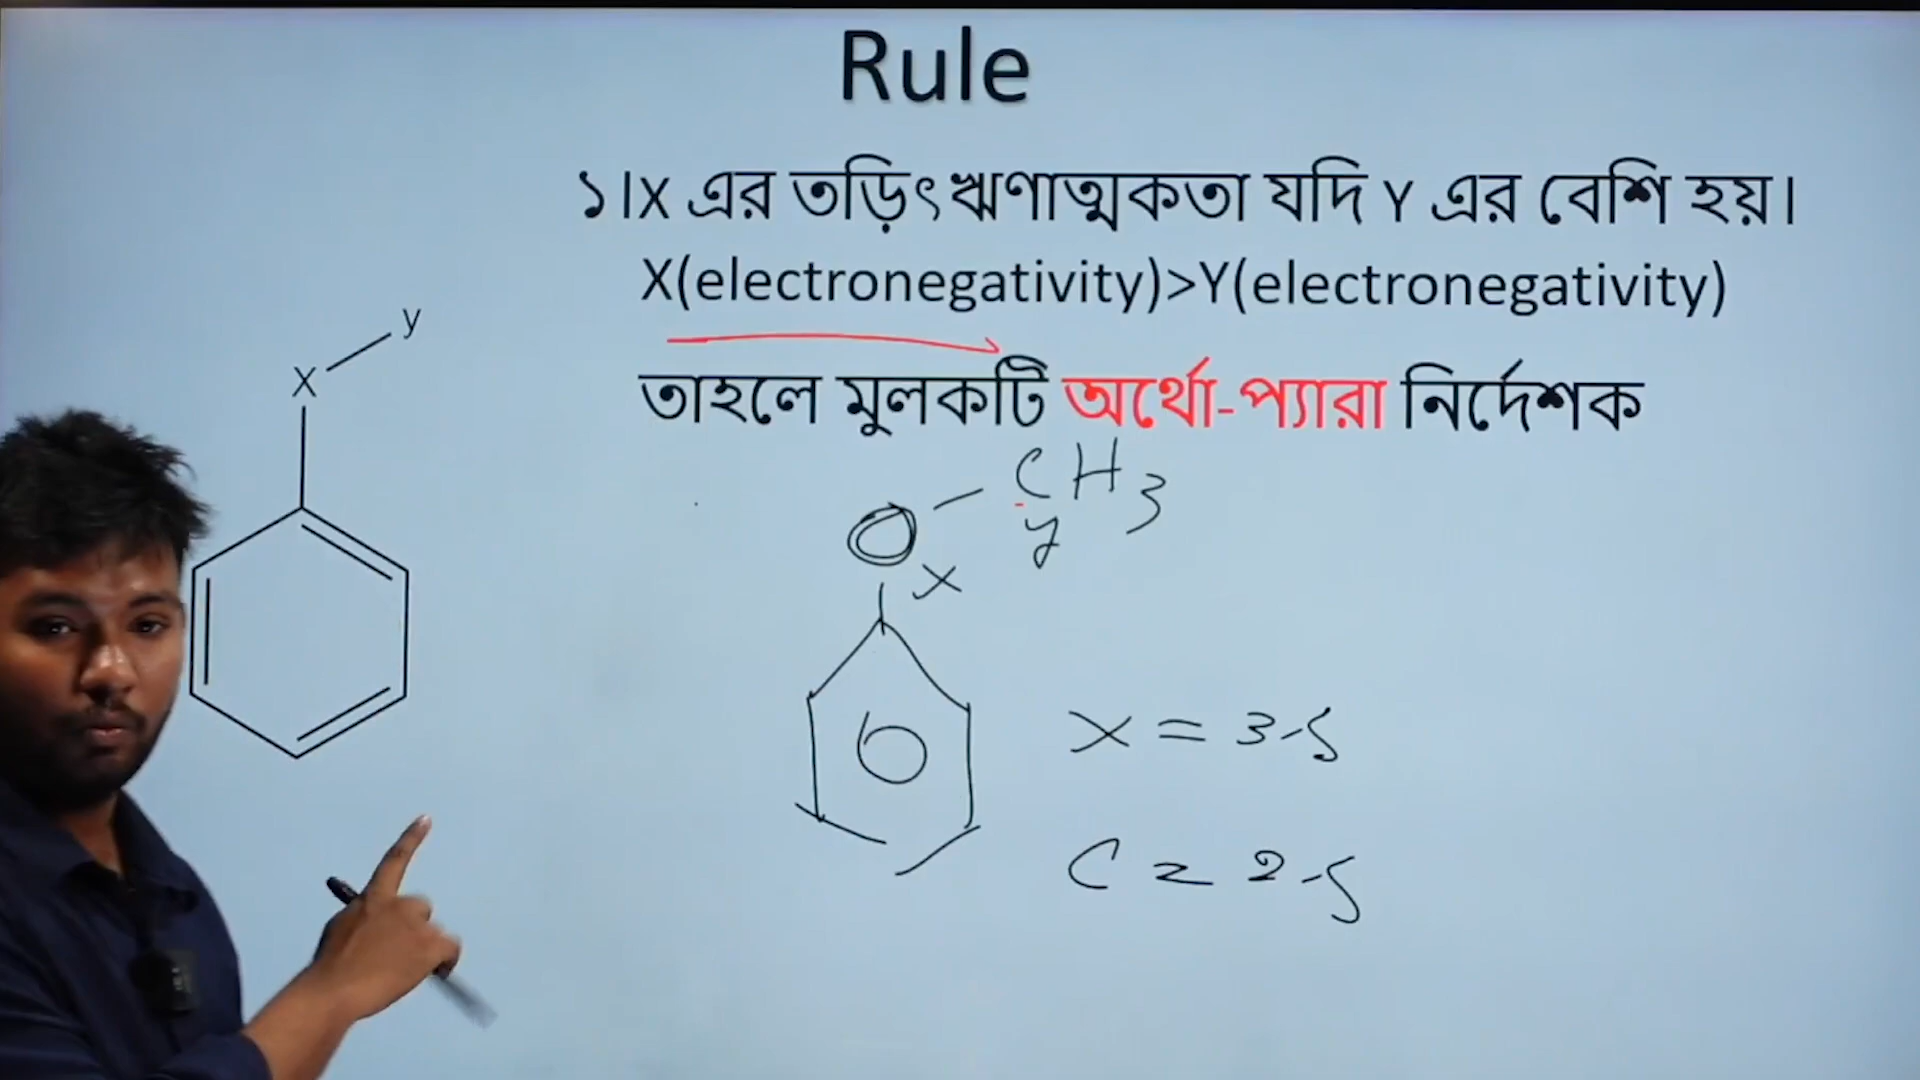 Rule
১।X এর তড়িৎ ঋণাত্মকতা যদি Y এর বেশি হয়।
X(electronegativity)>Y(electronegativity)
তাহলে মুলকটি অর্থো-প্যারা নির্দেশক
y
X
O — CH3
y
x
x = 3.5
C = 2.5